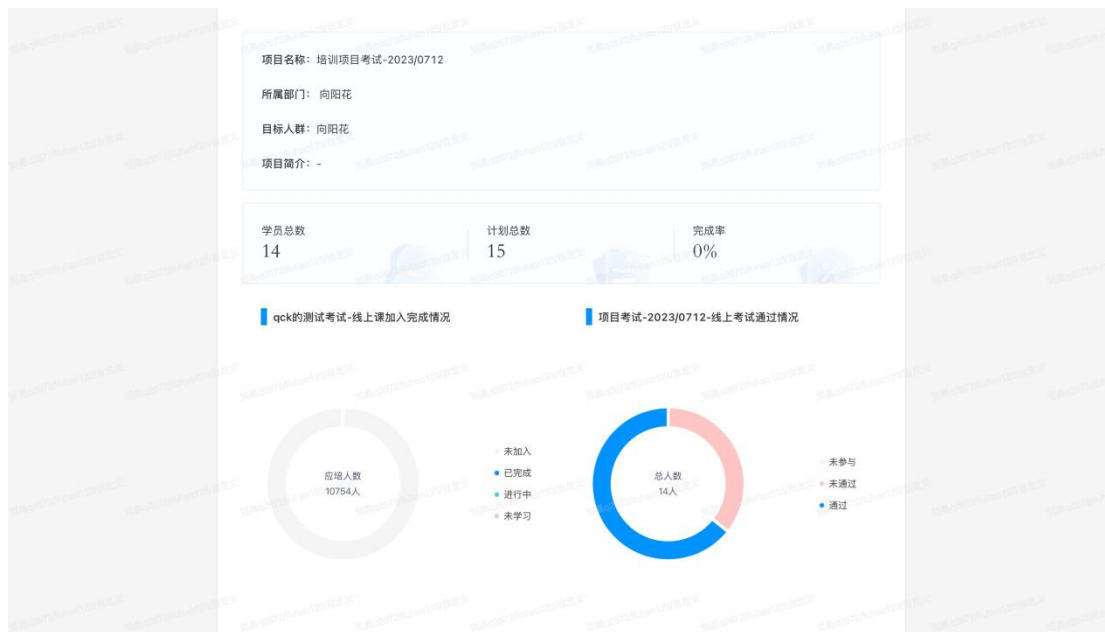 项目名称：培训项目考试-2023/0712
所属部门： 向阳花
目标人群：向阳花
项目简介：-
学员总数 计划总数 完成率
14 15 0%
qck的测试考试-线上课加入完成情况 项目考试-2023/0712-线上考试通过情况
应培人数
10754人
未加入
已完成
进行中
未学习
总人数
14人
未参与
未通过
通过